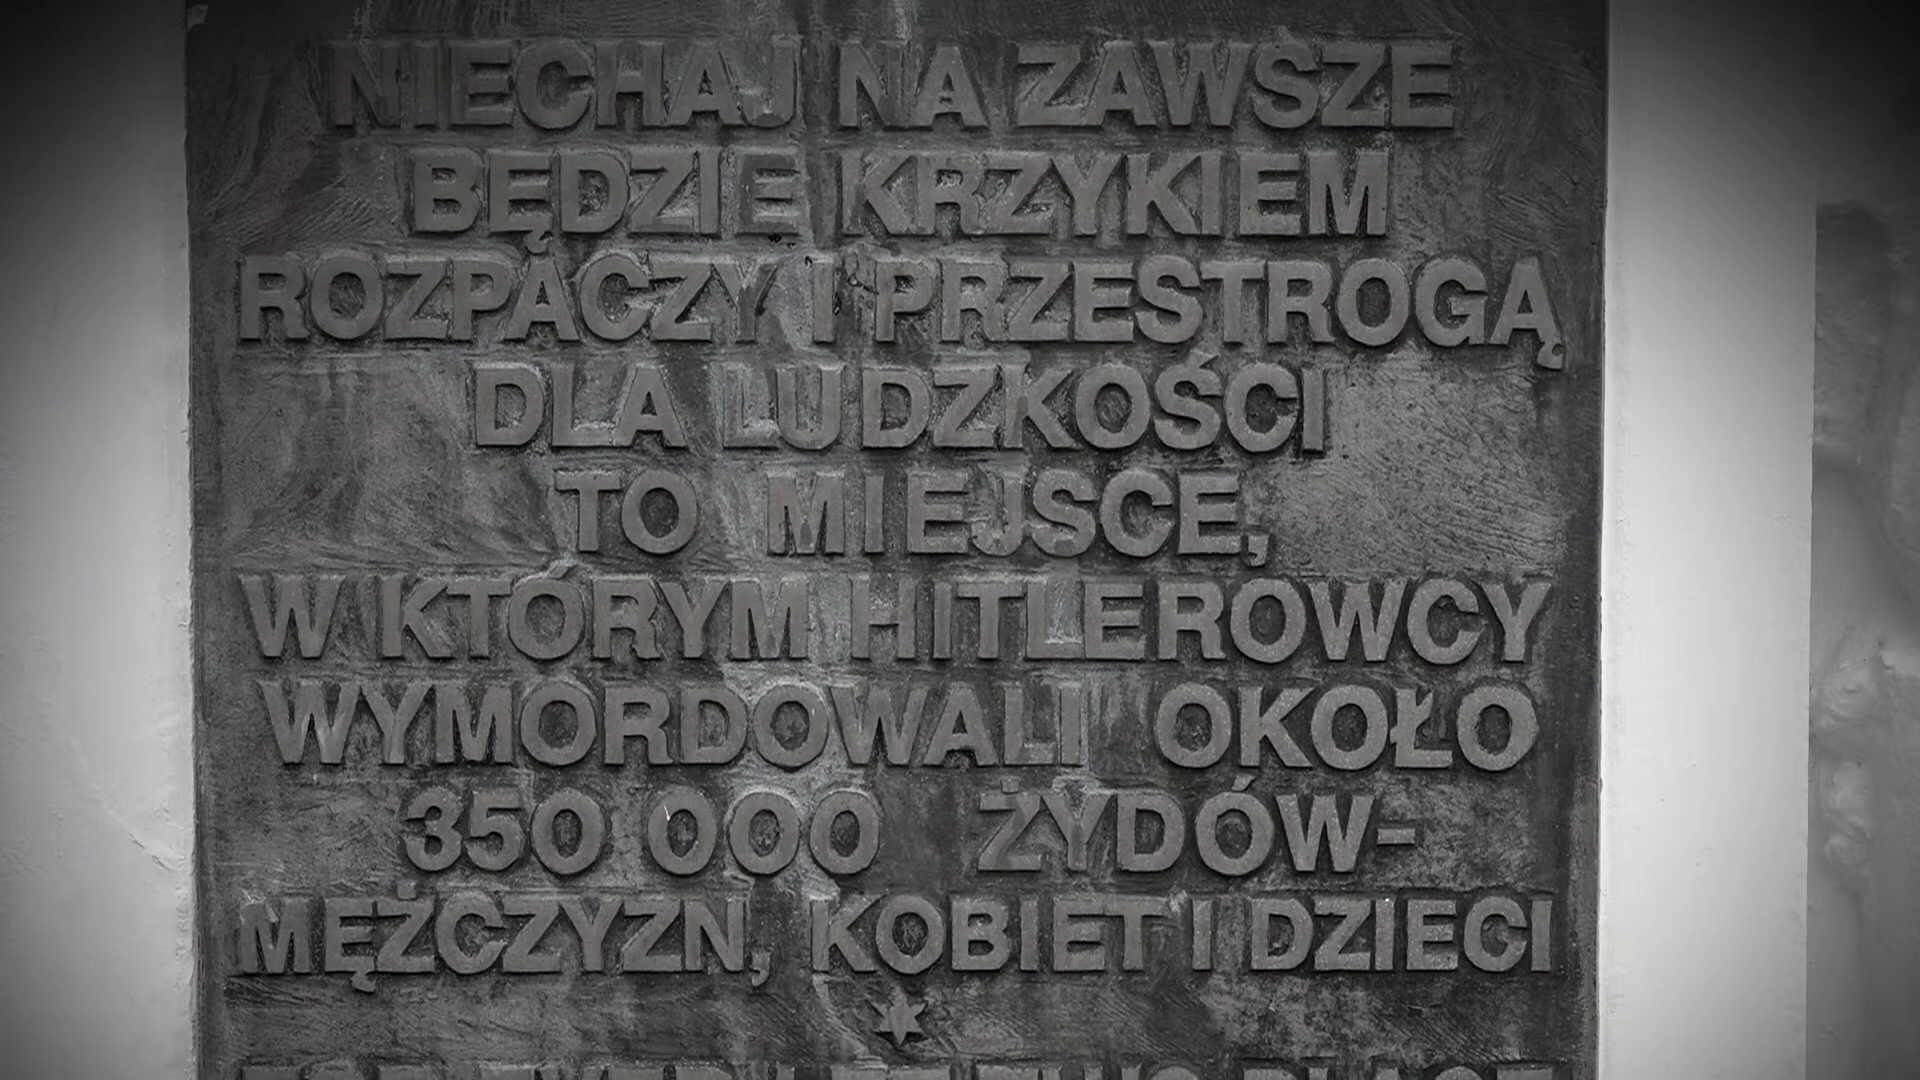 NIECHAJ NA ZAWSZE
BĘDZIE KRZYKIEM
ROZPACZY I PRZESTROGĄ
DLA LUDZKOŚCI
TO MIEJSCE,
W KTÓRYM HITLEROWCY
WYMORDOWALI OKOŁO
350 000 ŻYDÓW-
MĘŻCZYZN, KOBIET I DZIECI